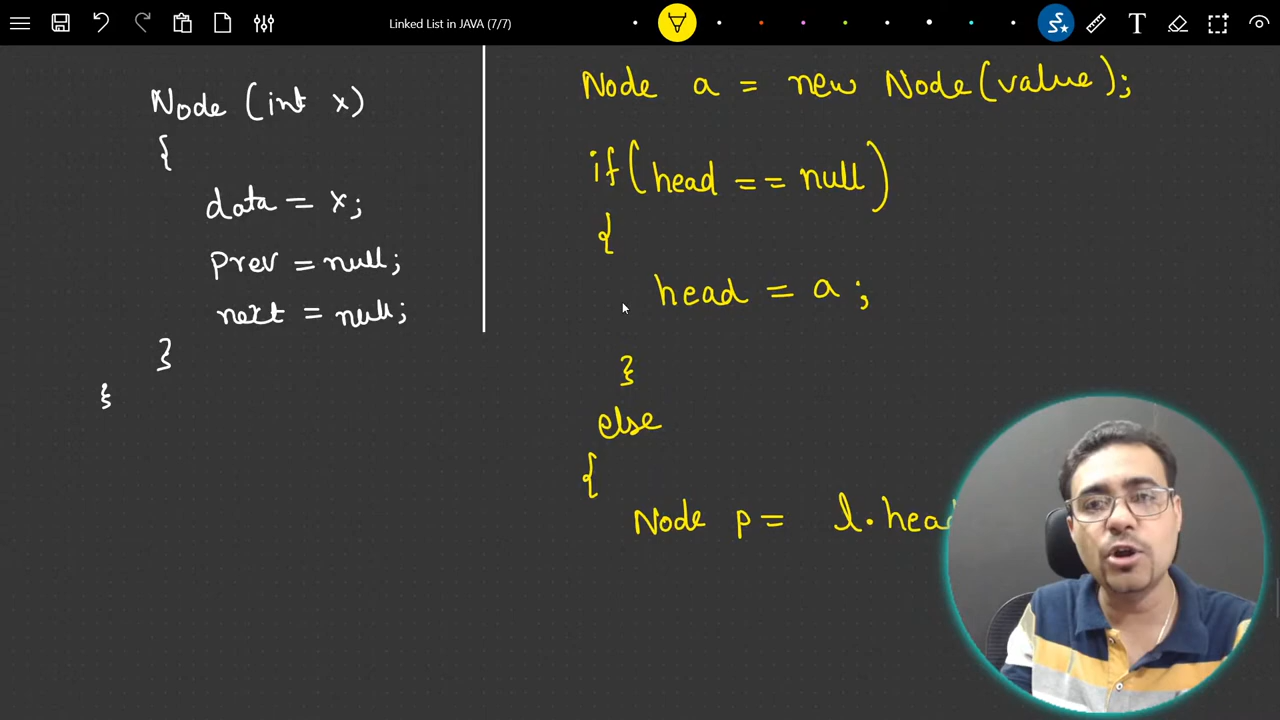 Linked List in JAVA (7/7)
T
Node (int x)
{
data = x;
prev = null;
next = null;
}
}
Node a = new Node(value);
if(head == null)
{
head = a;
}
else
{
Node p = l.head